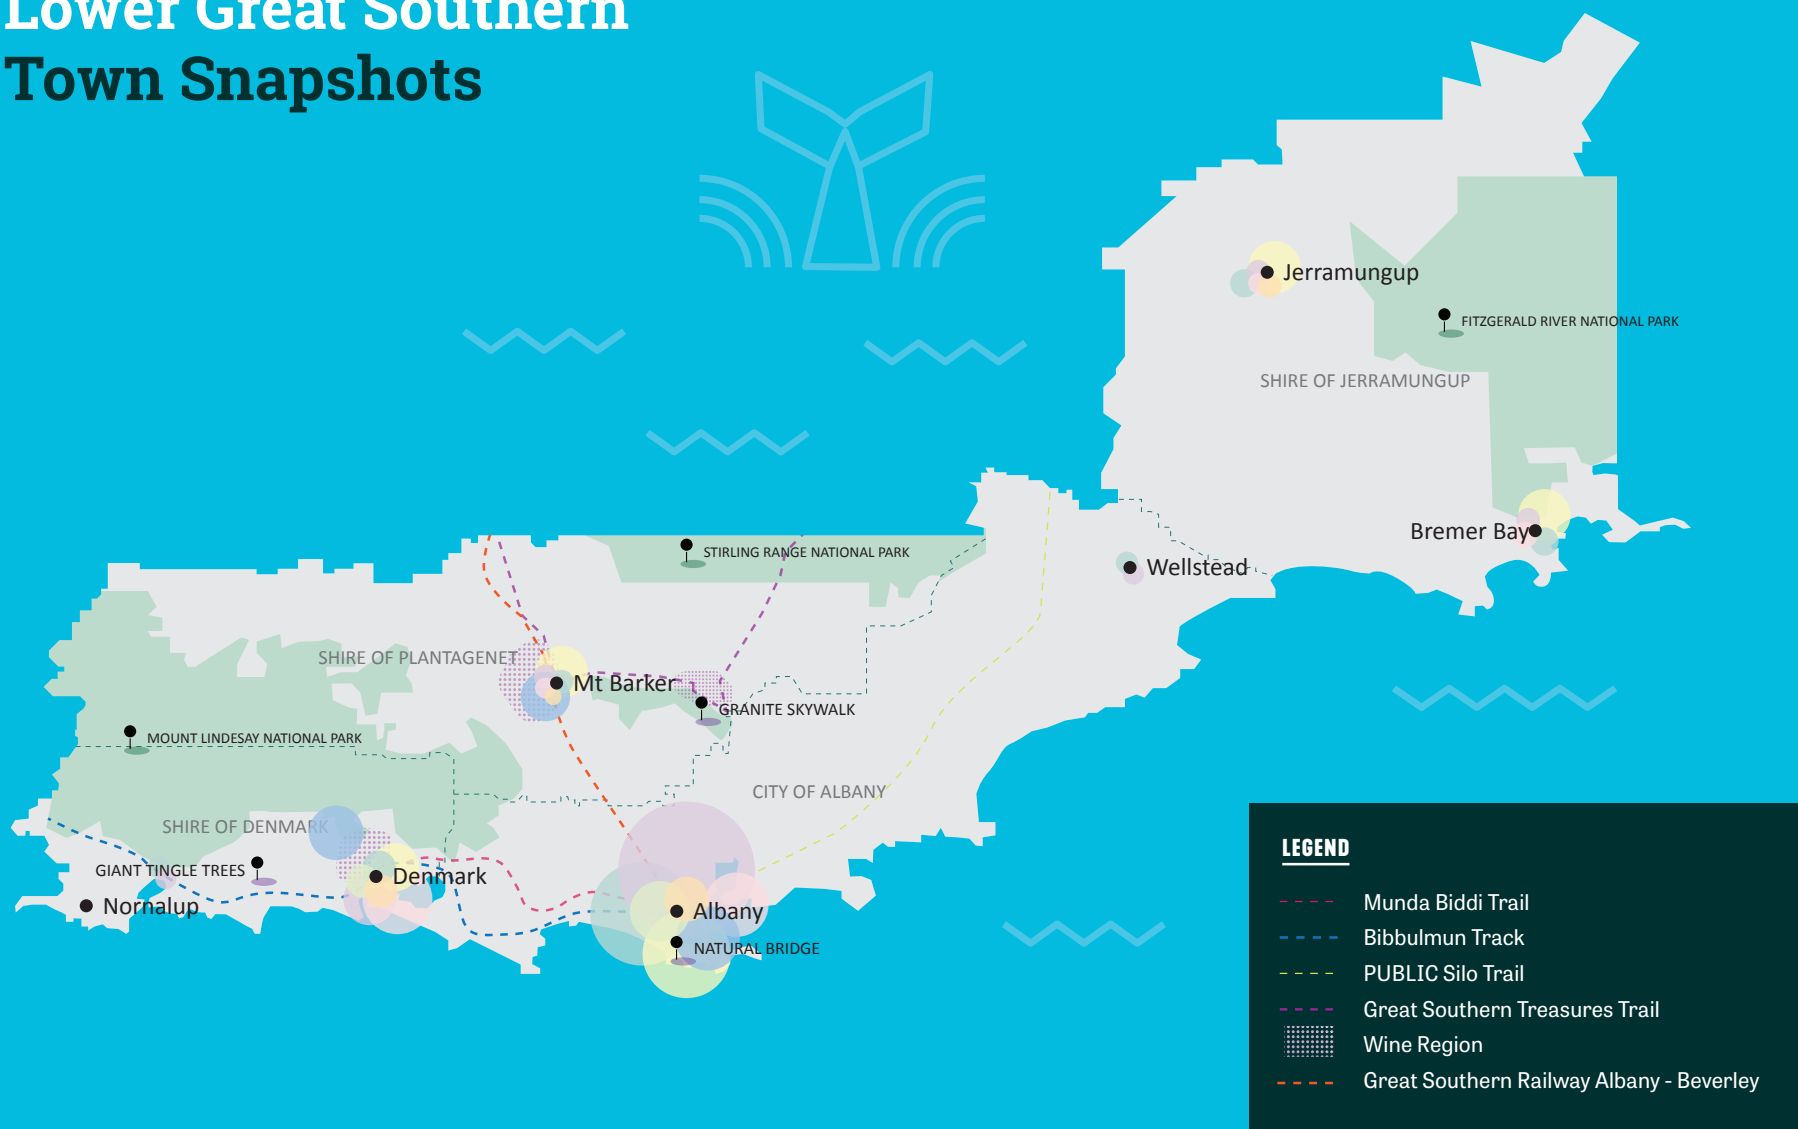 Lower Great Southern
Town Snapshots
Jerramungup
FITZGERALD RIVER NATIONAL PARK
SHIRE OF JERRAMUNGUP
Bremer Bay
STIRLING RANGE NATIONAL PARK
Wellstead
SHIRE OF PLANTAGENET
Mt Barker
GRANITE SKYWALK
MOUNT LINDESAY NATIONAL PARK
CITY OF ALBANY
SHIRE OF DENMARK
GIANT TINGLE TREES
Denmark
Nornalup
Albany
NATURAL BRIDGE
LEGEND
Munda Biddi Trail
Bibbulmun Track
PUBLIC Silo Trail
Great Southern Treasures Trail
Wine Region
Great Southern Railway Albany - Beverley